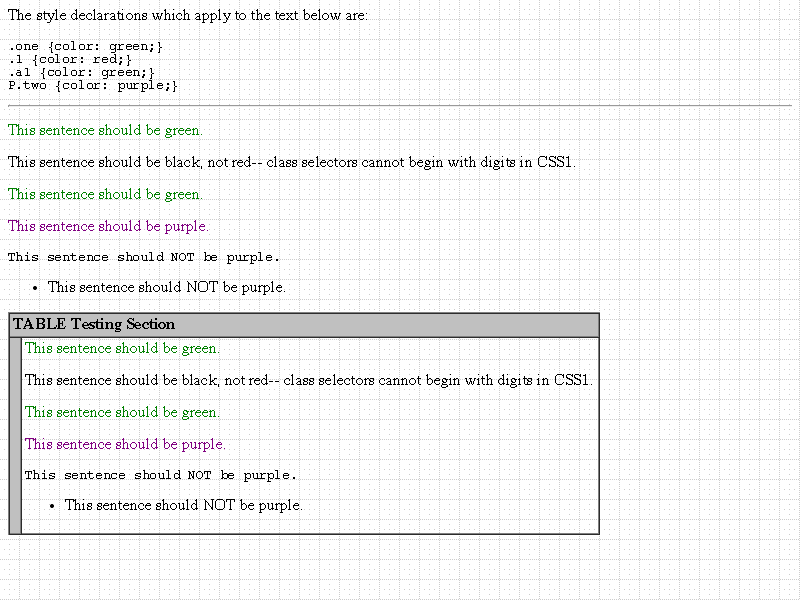 The style declarations which apply to the text below are:
.one {color: green;}
.1 {color: red;}
.a1 {color: green;}
P.two {color: purple;}
This sentence should be green.
This sentence should be black, not red-- class selectors cannot begin with digits in CSS1.
This sentence should be green.
This sentence should be purple.
This sentence should NOT be purple.
• This sentence should NOT be purple.
TABLE Testing Section
This sentence should be green.
This sentence should be black, not red-- class selectors cannot begin with digits in CSS1.
This sentence should be green.
This sentence should be purple.
This sentence should NOT be purple.
• This sentence should NOT be purple.